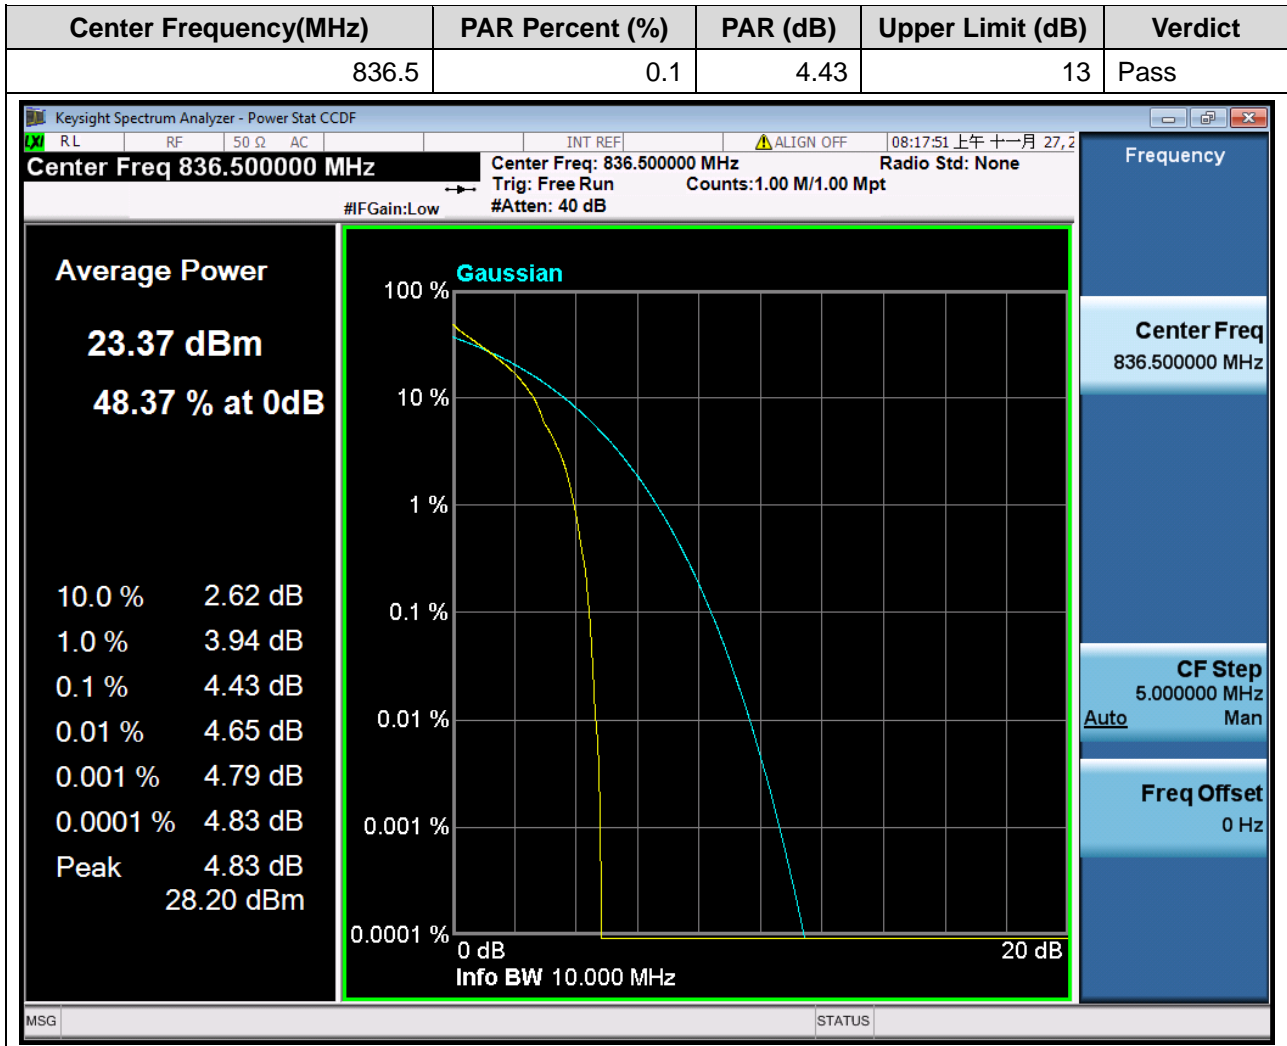 Center Frequency(MHz) PAR Percent (%) PAR (dB) Upper Limit (dB) Verdict
836.5 0.1 4.43 13 Pass
Keysight Spectrum Analyzer - Power Stat CCDF
LXI RL RF 50 Ω AC INT REF ALIGN OFF 08:17:51 上午 十一月 27, 2
Center Freq 836.500000 MHz
Center Freq: 836.500000 MHz Radio Std: None
Trig: Free Run Counts:1.00 M/1.00 Mpt
#IFGain:Low #Atten: 40 dB
Average Power
23.37 dBm
48.37 % at 0dB
10.0 % 2.62 dB
1.0 % 3.94 dB
0.1 % 4.43 dB
0.01 % 4.65 dB
0.001 % 4.79 dB
0.0001 % 4.83 dB
Peak 4.83 dB
28.20 dBm
Gaussian
100 %
10 %
1 %
0.1 %
0.01 %
0.001 %
0.0001 %
0 dB 20 dB
Info BW 10.000 MHz
Frequency
Center Freq
836.500000 MHz
CF Step
5.000000 MHz
Auto Man
Freq Offset
0 Hz
MSG STATUS